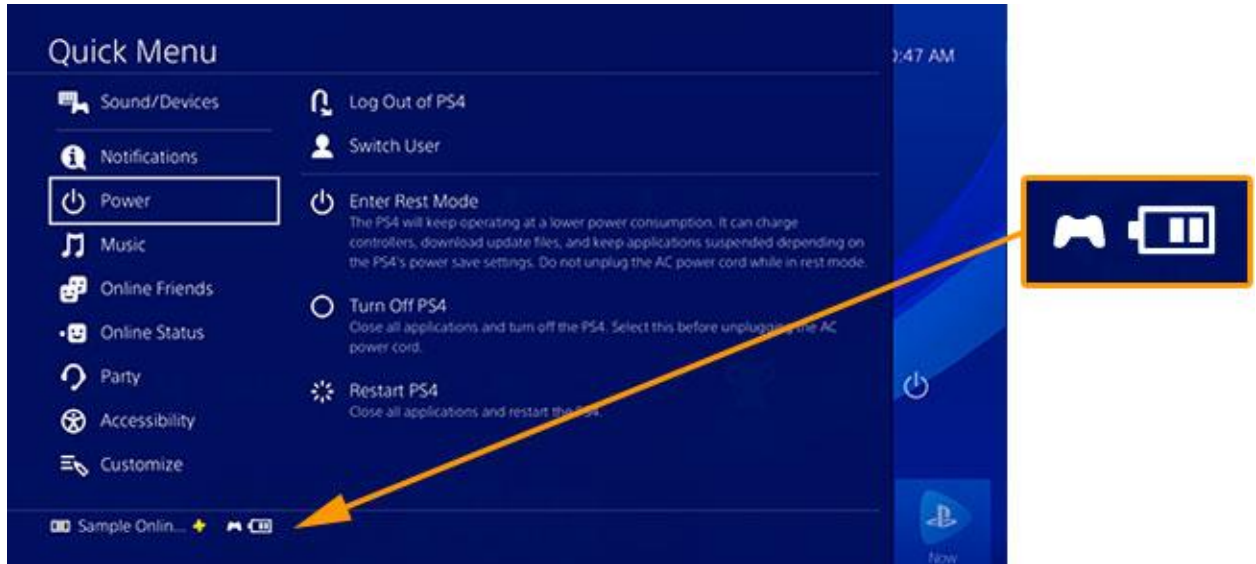 Quick Menu
:47 AM
Sound/Devices
Notifications
Power
Music
Online Friends
Online Status
Party
Accessibility
Customize
Log Out of PS4
Switch User
Enter Rest Mode
The PS4 will keep operating at a lower power consumption. It can charge
controllers, download update files, and keep applications suspended depending on
the PS4's power save settings. Do not unplug the AC power cord while in rest mode.
Turn Off PS4
Close all applications and turn off the PS4. Select this before unplugging the AC
power cord.
Restart PS4
Close all applications and restart the PS4.
Sample Onlin...
Now